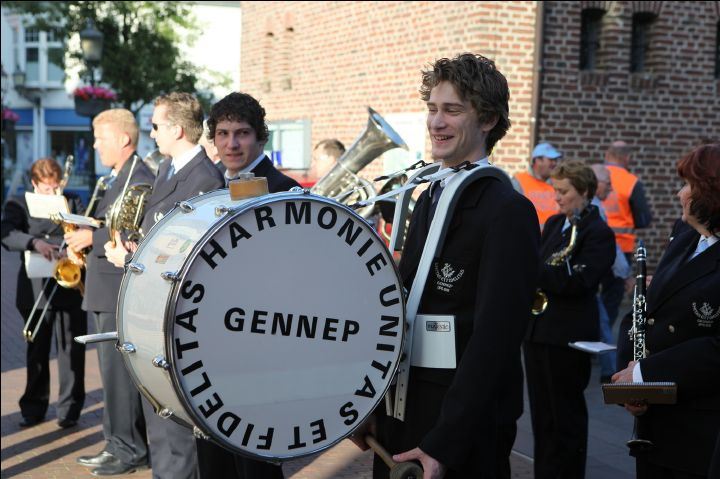 HARMONIE UNITAS ET FIDELITAS
GENNEP